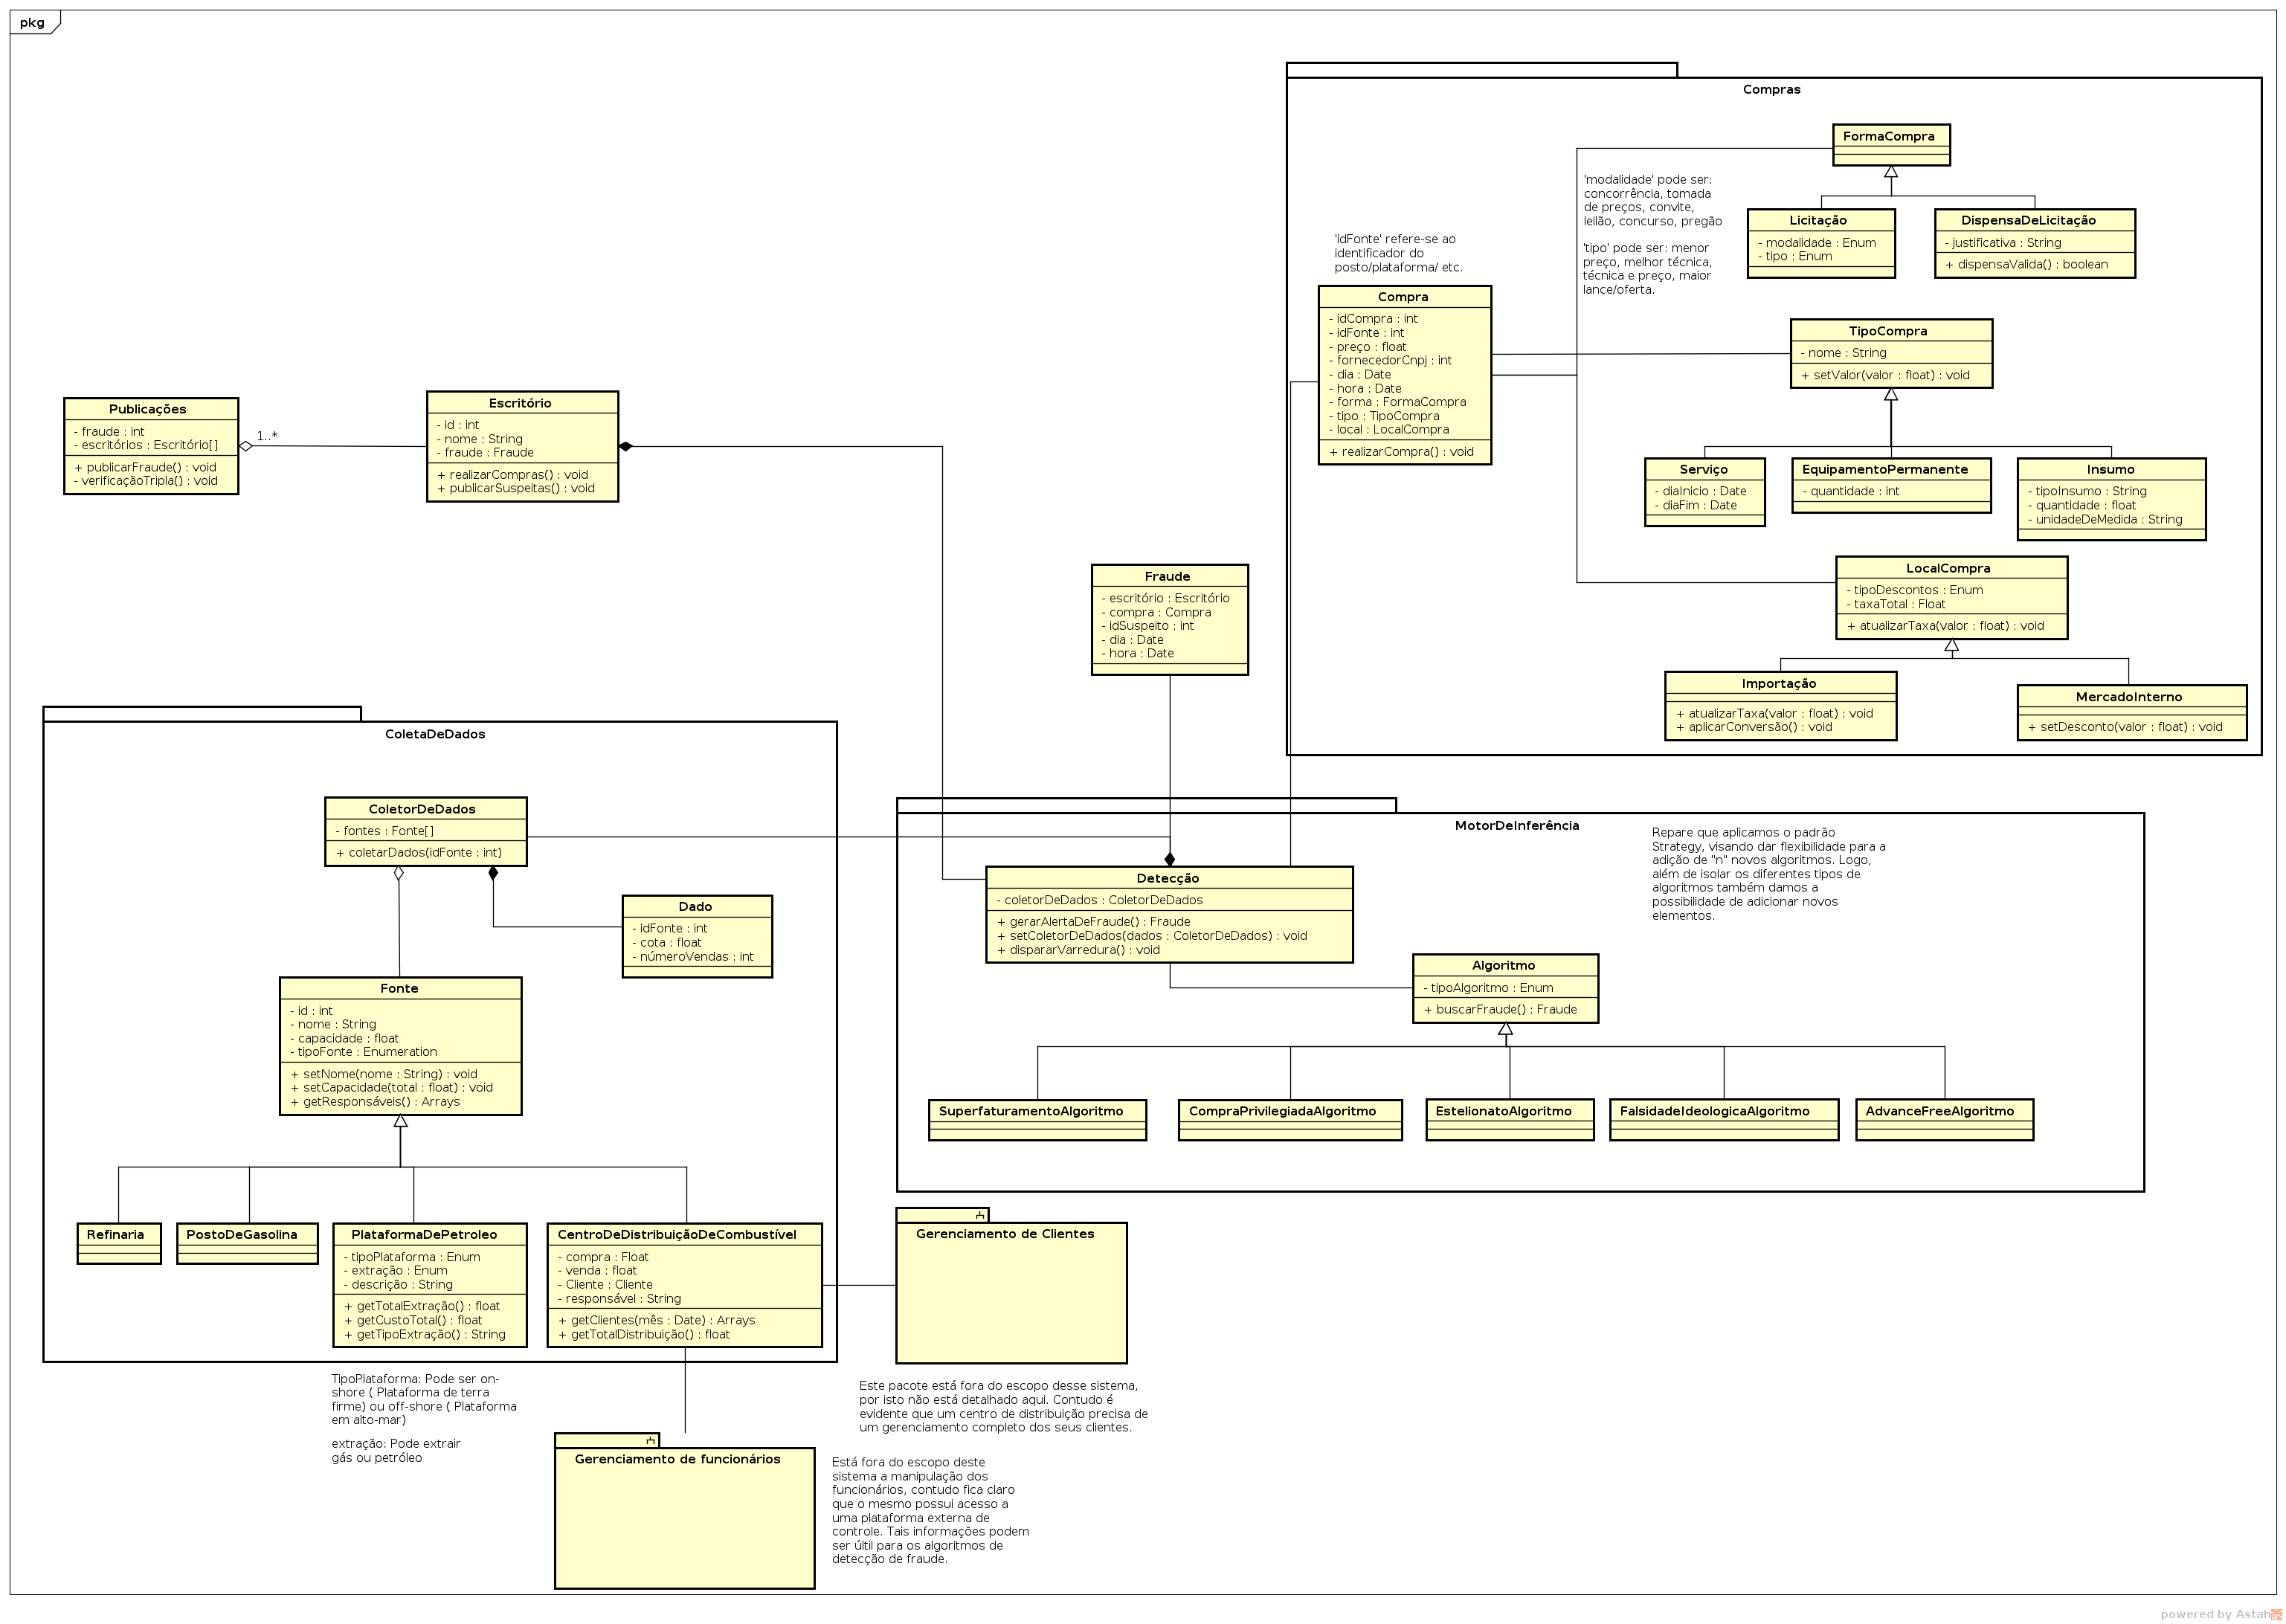 pkg
Compras
FormaCompra
'modalidade' pode ser:
concorrência, tomada
de preços, convite,
leilão, concurso, pregão
'tipo' pode ser: menor
preço, melhor técnica,
técnica e preço, maior
lance/oferta.
Licitação
- modalidade : Enum
- tipo : Enum
DispensaDeLicitação
- justificativa : String
+ dispensaValida() : boolean
'idFonte' refere-se ao
identificador do
posto/plataforma/ etc.
Compra
- idCompra : int
- idFonte : int
- preço : float
- fornecedorCnpj : int
- dia : Date
- hora : Date
- forma : FormaCompra
- tipo : TipoCompra
- local : LocalCompra
+ realizarCompra() : void
TipoCompra
- nome : String
+ setValor(valor : float) : void
Serviço
- diaInicio : Date
- diaFim : Date
EquipamentoPermanente
- quantidade : int
Insumo
- tipoInsumo : String
- quantidade : float
- unidadeDeMedida : String
LocalCompra
- tipoDescontos : Enum
- taxaTotal : Float
+ atualizarTaxa(valor : float) : void
Importação
+ atualizarTaxa(valor : float) : void
+ aplicarConversão() : void
MercadoInterno
+ setDesconto(valor : float) : void
Publicações
- fraude : int
- escritórios : Escritório[]
+ publicarFraude() : void
- verificaçãoTripla() : void
1..*
Escritório
- id : int
- nome : String
- fraude : Fraude
+ realizarCompras() : void
+ publicarSuspeitas() : void
Fraude
- escritório : Escritório
- compra : Compra
- idSuspeito : int
- dia : Date
- hora : Date
ColetaDeDados
ColetorDeDados
- fontes : Fonte[]
+ coletarDados(idFonte : int)
Dado
- idFonte : int
- cota : float
- númeroVendas : int
Fonte
- id : int
- nome : String
- capacidade : float
- tipoFonte : Enumeration
+ setNome(nome : String) : void
+ setCapacidade(total : float) : void
+ getResponsáveis() : Arrays
Refinaria
PostoDeGasolina
PlataformaDePetroleo
- tipoPlataforma : Enum
- extração : Enum
- descrição : String
+ getTotalExtração() : float
+ getCustoTotal() : float
+ getTipoExtração() : String
CentroDeDistribuiçãoDeCombustível
- compra : Float
- venda : float
- Cliente : Cliente
- responsável : String
+ getClientes(mês : Date) : Arrays
+ getTotalDistribuição() : float
MotorDeInferência
Repare que aplicamos o padrão
Strategy, visando dar flexibilidade para a
adição de "n" novos algoritmos. Logo,
além de isolar os diferentes tipos de
algoritmos também damos a
possibilidade de adicionar novos
elementos.
Detecção
- coletorDeDados : ColetorDeDados
+ gerarAlertaDeFraude() : Fraude
+ setColetorDeDados(dados : ColetorDeDados) : void
+ dispararVarredura() : void
Algoritmo
- tipoAlgoritmo : Enum
+ buscarFraude() : Fraude
SuperfaturamentoAlgoritmo
CompraPrivilegiadaAlgoritmo
EstelionatoAlgoritmo
FalsidadeIdeologicaAlgoritmo
AdvanceFreeAlgoritmo
Gerenciamento de Clientes
Este pacote está fora do escopo desse sistema,
por isto não está detalhado aqui. Contudo é
evidente que um centro de distribuição precisa de
um gerenciamento completo dos seus clientes.
TipoPlataforma: Pode ser on-
shore ( Plataforma de terra
firme) ou off-shore ( Plataforma
em alto-mar)
extração: Pode extrair
gás ou petróleo
Gerenciamento de funcionários
Está fora do escopo deste
sistema a manipulação dos
funcionários, contudo fica claro
que o mesmo possui acesso a
uma plataforma externa de
controle. Tais informações podem
ser últil para os algoritmos de
detecção de fraude.
powered by Astah